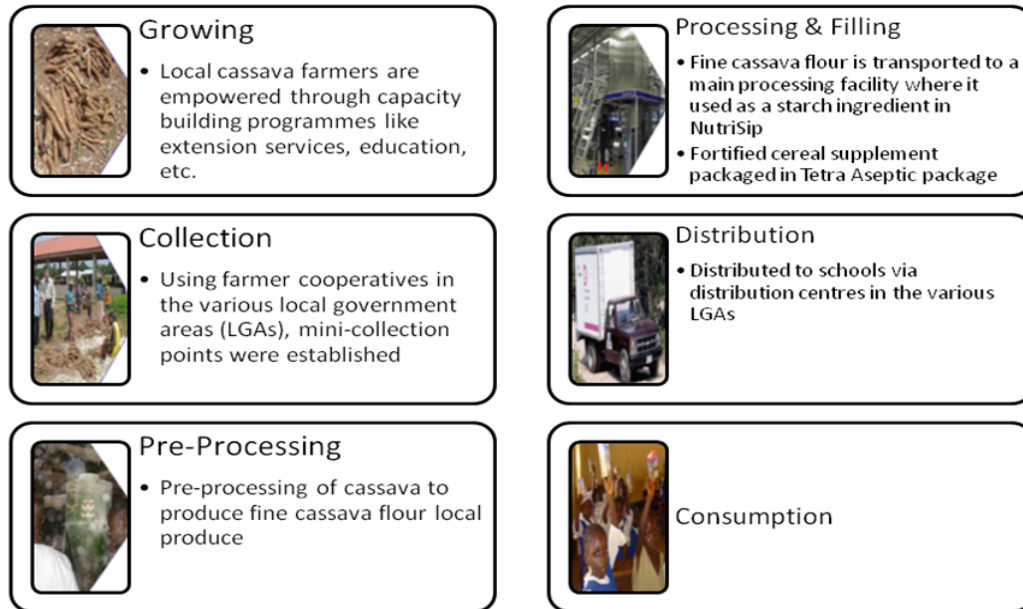 Growing
• Local cassava farmers are
empowered through capacity
building programmes like
extension services, education,
etc.
Collection
• Using farmer cooperatives in
the various local government
areas (LGAs), mini-collection
points were established
Pre-Processing
• Pre-processing of cassava to
produce fine cassava flour local
produce
Processing & Filling
• Fine cassava flour is transported to a
main processing facility where it
used as a starch ingredient in
NutriSip
• Fortified cereal supplement
packaged in Tetra Aseptic package
Distribution
• Distributed to schools via
distribution centres in the various
LGAs
Consumption